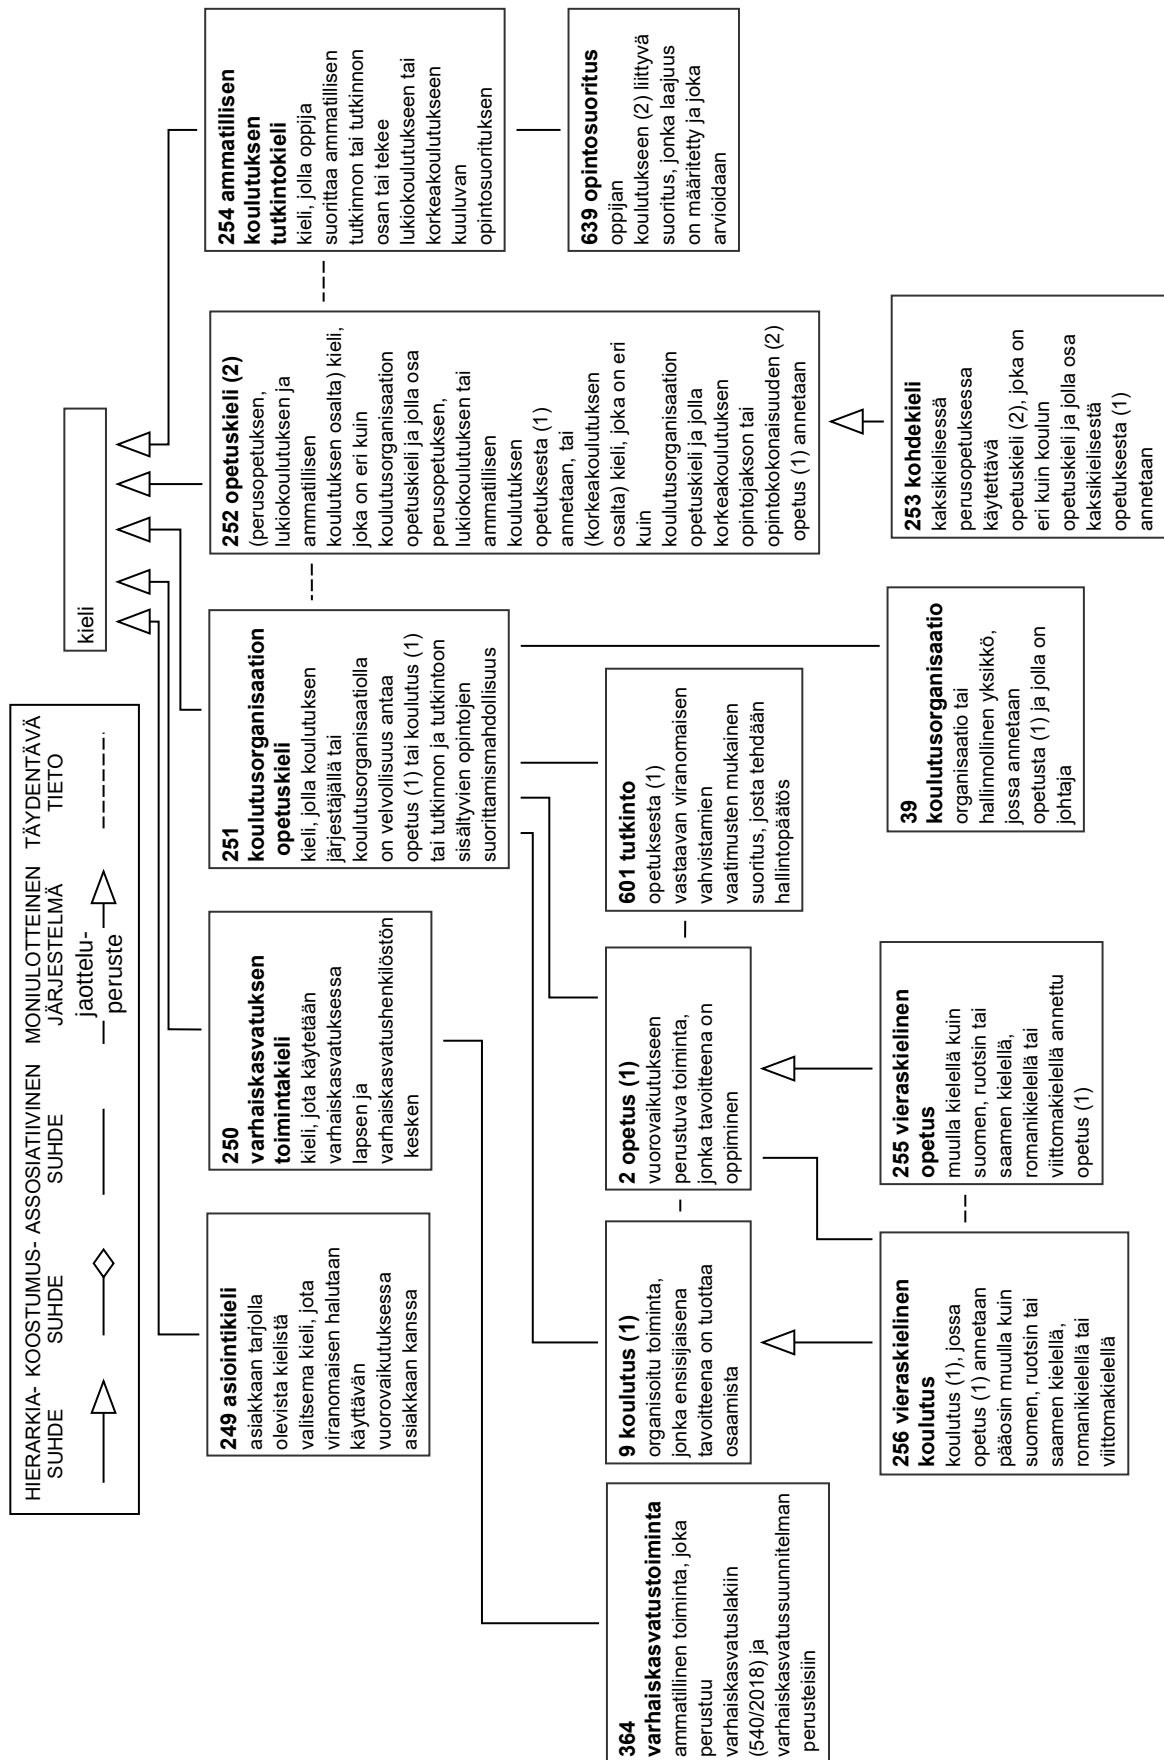 HIERARKIA- KOOSTUMUS- ASSOSIATIIVINEN MONIULOTTEINEN TÄYDENTÄVÄ
SUHDE SUHDE SUHDE JÄRJESTELMÄ TIETO
jaottelu-
peruste
kieli
249 asiointikieli
asiakkaan tarjolla
olevista kielistä
valitsema kieli, jota
viranomaisen halutaan
käyttävän
vuorovaikutuksessa
asiakkaan kanssa
250
varhaiskasvatuksen
toimintakieli
kieli, jota käytetään
varhaiskasvatuksessa
lapsen ja
varhaiskasvatushenkilöstön
kesken
251
koulutusorganisaation
opetuskieli
kieli, jolla koulutuksen
järjestäjällä tai
koulutusorganisaatiolla
on velvollisuus antaa
opetus (1) tai koulutus (1)
tai tutkinnon ja tutkintoon
sisältyvien opintojen
suorittamismahdollisuus
252 opetuskieli (2)
(perusopetuksen,
lukiokoulutuksen ja
ammatillisen
koulutuksen osalta) kieli,
joka on eri kuin
koulutusorganisaation
opetuskieli ja jolla osa
perusopetuksen,
lukiokoulutuksen tai
ammatillisen
koulutuksen
opetuksesta (1)
annetaan, tai
(korkeakoulutuksen
osalta) kieli, joka on eri
kuin
koulutusorganisaation
opetuskieli ja jolla
korkeakoulutuksen
opintojakson tai
opintokokonaisuuden (2)
opetus (1) annetaan
254 ammatillisen
koulutuksen
tutkintokieli
kieli, jolla oppija
suorittaa ammatillisen
tutkinnon tai tutkinnon
osan tai tekee
lukiokoulutukseen tai
korkeakoulutukseen
kuuluvan
opintosuorituksen
364
varhaiskasvatustoiminta
ammatillinen toiminta, joka
perustuu
varhaiskasvatuslakiin
(540/2018) ja
varhaiskasvatussuunnitelman
perusteisiin
9 koulutus (1)
organisoitu toiminta,
jonka ensisijaisena
tavoitteena on tuottaa
osaamista
2 opetus (1)
vuorovaikutukseen
perustuva toiminta,
jonka tavoitteena on
oppiminen
601 tutkinto
opetuksesta (1)
vastaavan viranomaisen
vahvistamien
vaatimusten mukainen
suoritus, josta tehdään
hallintopäätös
639 opintosuoritus
oppijan
koulutukseen (2) liittyvä
suoritus, jonka laajuus
on määritetty ja joka
arvioidaan
256 vieraskielinen
koulutus
koulutus (1), jossa
opetus (1) annetaan
pääosin muulla kuin
suomen, ruotsin tai
saamen kielellä,
romanikielellä tai
viittomakielellä
255 vieraskielinen
opetus
muulla kielellä kuin
suomen, ruotsin tai
saamen kielellä,
romanikielellä tai
viittomakielellä annettu
opetus (1)
39
koulutusorganisaatio
organisaatio tai
hallinnollinen yksikkö,
jossa annetaan
opetusta (1) ja jolla on
johtaja
253 kohdekieli
kaksikielisessä
perusopetuksessa
käytettävä
opetuskieli (2), joka on
eri kuin koulun
opetuskieli ja jolla osa
kaksikielisestä
opetuksesta (1)
annetaan